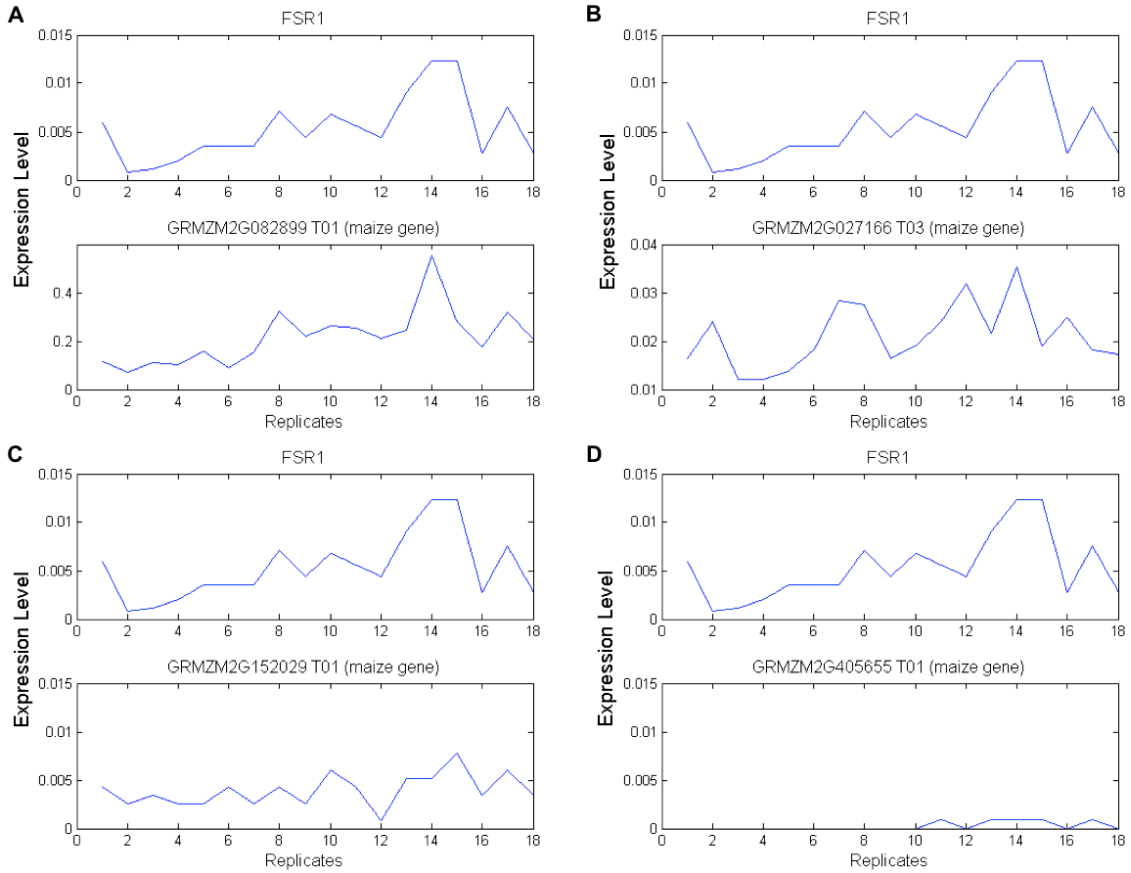 A
FSR1
0.015
0.01
0.005
0
0 2 4 6 8 10 12 14 16 18
GRMZM2G082899 T01 (maize gene)
0.4
0.2
0
0 2 4 6 8 10 12 14 16 18
Replicates
Expression Level
B
FSR1
0.015
0.01
0.005
0
0 2 4 6 8 10 12 14 16 18
GRMZM2G027166 T03 (maize gene)
0.04
0.03
0.02
0.01
0 2 4 6 8 10 12 14 16 18
Replicates
Expression Level
C
FSR1
0.015
0.01
0.005
0
0 2 4 6 8 10 12 14 16 18
GRMZM2G152029 T01 (maize gene)
0.015
0.01
0.005
0
0 2 4 6 8 10 12 14 16 18
Replicates
Expression Level
D
FSR1
0.015
0.01
0.005
0
0 2 4 6 8 10 12 14 16 18
GRMZM2G405655 T01 (maize gene)
0.015
0.01
0.005
0
0 2 4 6 8 10 12 14 16 18
Replicates
Expression Level